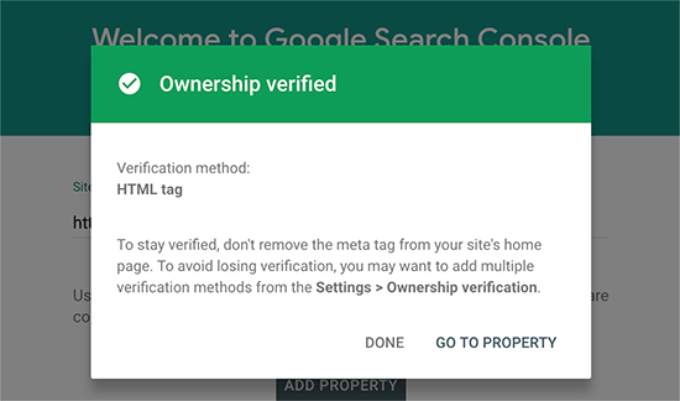 Welcome to Google Search Console
Ownership verified
Verification method:
HTML tag
Site
htt
To stay verified, don't remove the meta tag from your site's home
page. To avoid losing verification, you may want to add multiple
verification methods from the Settings > Ownership verification.
Us are
co
DONE GO TO PROPERTY
ADD PROPERTY